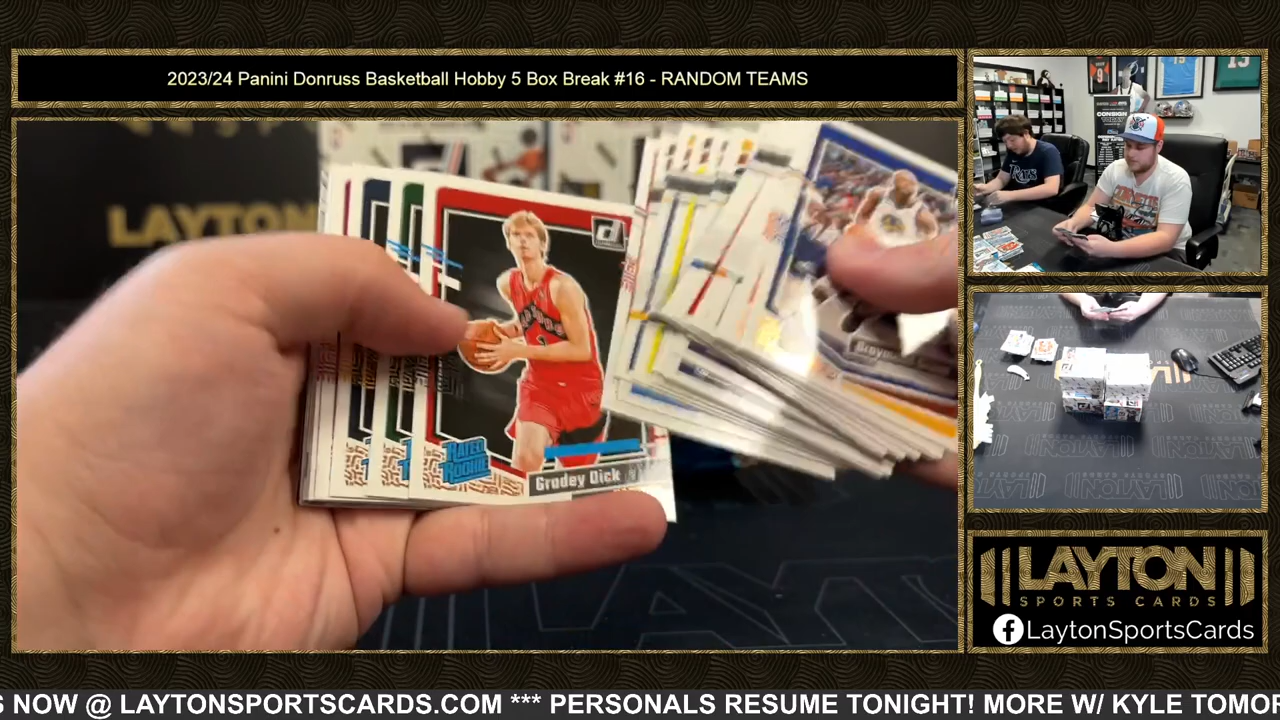 2023/24 Panini Donruss Basketball Hobby 5 Box Break #16 - RANDOM TEAMS
LAYTON
CONSIGN
RATED
ROOKIE
Gradey Dick
LAYTON
SPORTS CARDS
LaytonSportsCards
S NOW @ LAYTONSPORTSCARDS.COM *** PERSONALS RESUME TONIGHT! MORE W/ KYLE TOMOR